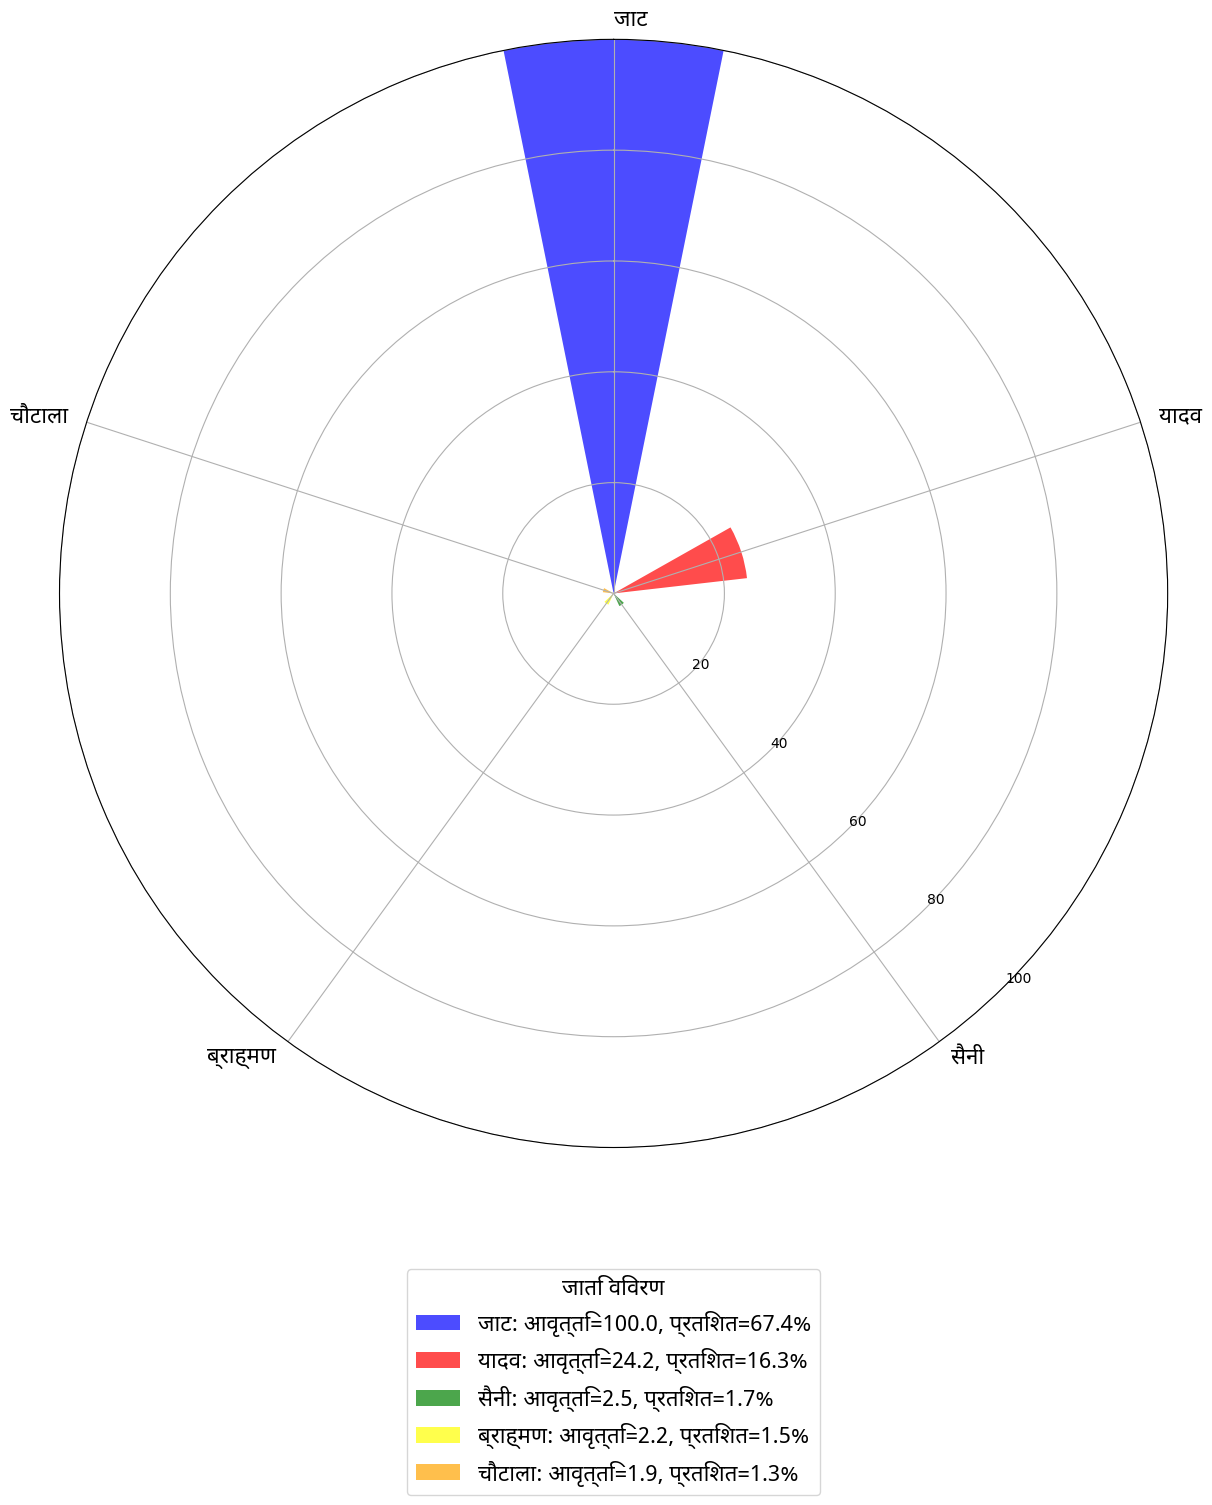 जाट
चौटाला
यादव
20
40
60
80
100
ब्राह्मण
सैनी
जाति विवरण
जाट: आवृत्ति=100.0, प्रतिशत=67.4%
यादव: आवृत्ति=24.2, प्रतिशत=16.3%
सैनी: आवृत्ति=2.5, प्रतिशत=1.7%
ब्राह्मण: आवृत्ति=2.2, प्रतिशत=1.5%
चौटाला: आवृत्ति=1.9, प्रतिशत=1.3%